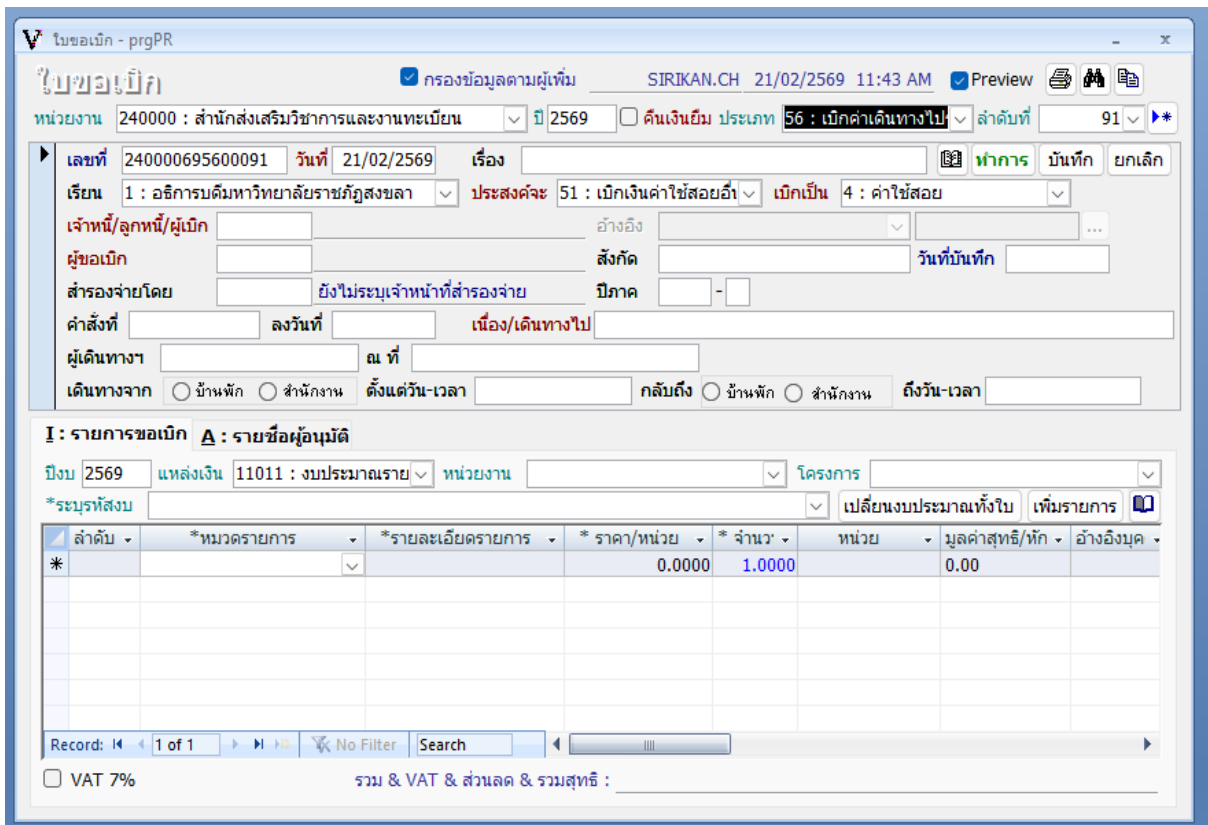 ใบขอเบิก - prgPR
ใบขอเบิก กรองข้อมูลตามผู้เพิ่ม SIRIKAN.CH 21/02/2569 11:43 AM Preview
หน่วยงาน 240000 : สำนักส่งเสริมวิชาการและงานทะเบียน ปี 2569 คืนเงินยืม ประเภท 56 : เบิกค่าเดินทางไป ลำดับที่ 91
เลขที่ 240000695600091 วันที่ 21/02/2569 เรื่อง ทำการ บันทึก ยกเลิก
เรียน 1 : อธิการบดีมหาวิทยาลัยราชภัฏสงขลา ประสงค์จะ 51 : เบิกเงินค่าใช้สอยอื่น เบิกเป็น 4 : ค่าใช้สอย
เจ้าหนี้/ลูกหนี้/ผู้เบิก อ้างอิง ...
ผู้ขอเบิก สังกัด วันที่บันทึก
สำรองจ่ายโดย ยังไม่ระบุเจ้าหน้าที่สำรองจ่าย ปีภาค -
คำสั่งที่ ลงวันที่ เนื่อง/เดินทางไป
ผู้เดินทางฯ ณ ที่
เดินทางจาก บ้านพัก สำนักงาน ตั้งแต่วัน-เวลา กลับถึง บ้านพัก สำนักงาน ถึงวัน-เวลา
I : รายการขอเบิก A : รายชื่อผู้อนุมัติ
ปีงบ 2569 แหล่งเงิน 11011 : งบประมาณราย หน่วยงาน โครงการ
*ระบุรหัสงบ เปลี่ยนงบประมาณทั้งใบ เพิ่มรายการ
ลำดับ *หมวดรายการ *รายละเอียดรายการ * ราคา/หน่วย * จำนว หน่วย มูลค่าสุทธิ/หัก อ้างอิงบุค
* 0.0000 1.0000 0.00
Record: 1 of 1 No Filter Search
VAT 7% รวม & VAT & ส่วนลด & รวมสุทธิ :